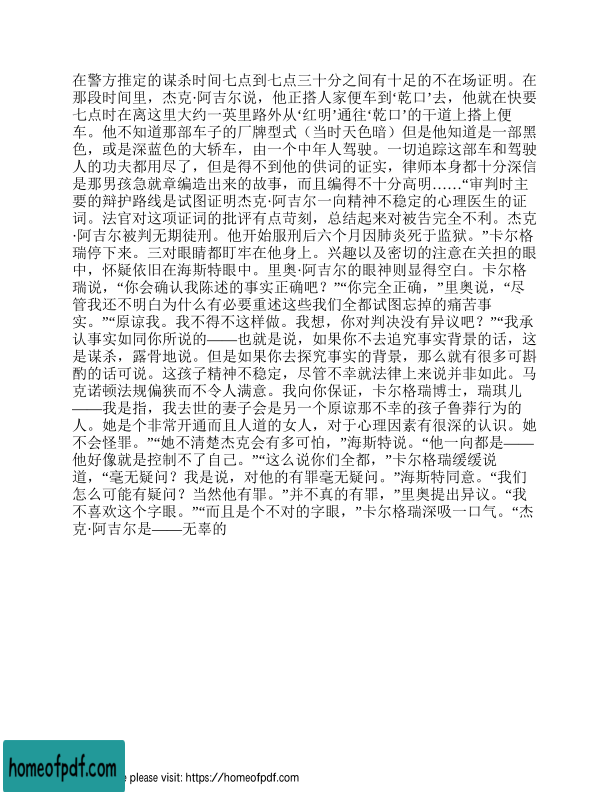 在警方推定的谋杀时间七点到七点三十分之间有十足的不在场证明。在
那段时间里，杰克·阿吉尔说，他正搭人家便车到‘乾口’去，他就在快要
七点时在离这里大约一英里路外从‘红明’通往‘乾口’的干道上搭上便
车。他不知道那部车子的厂牌型式（当时天色暗）但是他知道是一部黑
色，或是深蓝色的大轿车，由一个中年人驾驶。一切追踪这部车和驾驶
人的功夫都用尽了，但是得不到他的供词的证实，律师本身都十分深信
是那男孩急就章编造出来的故事，而且编得不十分高明……“审判时主
要的辩护路线是试图证明杰克·阿吉尔一向精神不稳定的心理医生的证
词。法官对这项证词的批评有点苛刻，总结起来对被告完全不利。杰克
·阿吉尔被判无期徒刑。他开始服刑后六个月因肺炎死于监狱。”卡尔格
瑞停下来。三对眼睛都盯牢在他身上。兴趣以及密切的注意在关担的眼
中，怀疑依旧在海斯特眼中。里奥·阿吉尔的眼神则显得空白。卡尔格
瑞说，“你会确认我陈述的事实正确吧？”“你完全正确，”里奥说，“尽
管我还不明白为什么有必要重述这些我们全都试图忘掉的痛苦事
实。”“原谅我。我不得不这样做。我想，你对判决没有异议吧？”“我承
认事实如同你所说的——也就是说，如果你不去追究事实背景的话，这
是谋杀，露骨地说。但是如果你去探究事实的背景，那么就有很多可斟
酌的话可说。这孩子精神不稳定，尽管不幸就法律上来说并非如此。马
克诺顿法规偏狭而不令人满意。我向你保证，卡尔格瑞博士，瑞琪儿
——我是指，我去世的妻子会是另一个原谅那不幸的孩子鲁莽行为的
人。她是个非常开通而且人道的女人，对于心理因素有很深的认识。她
不会怪罪。”“她不清楚杰克会有多可怕，”海斯特说。“他一向都是——
他好像就是控制不了自己。”“这么说你们全都，”卡尔格瑞缓缓说
道，“毫无疑问？我是说，对他的有罪毫无疑问。”海斯特同意。“我们
怎么可能有疑问？当然他有罪。”并不真的有罪，”里奥提出异议。“我
不喜欢这个字眼。”“而且是个不对的字眼，”卡尔格瑞深吸一口气。“杰
克·阿吉尔是——无辜的
homeofpdf.com
e please visit: https://homeofpdf.com